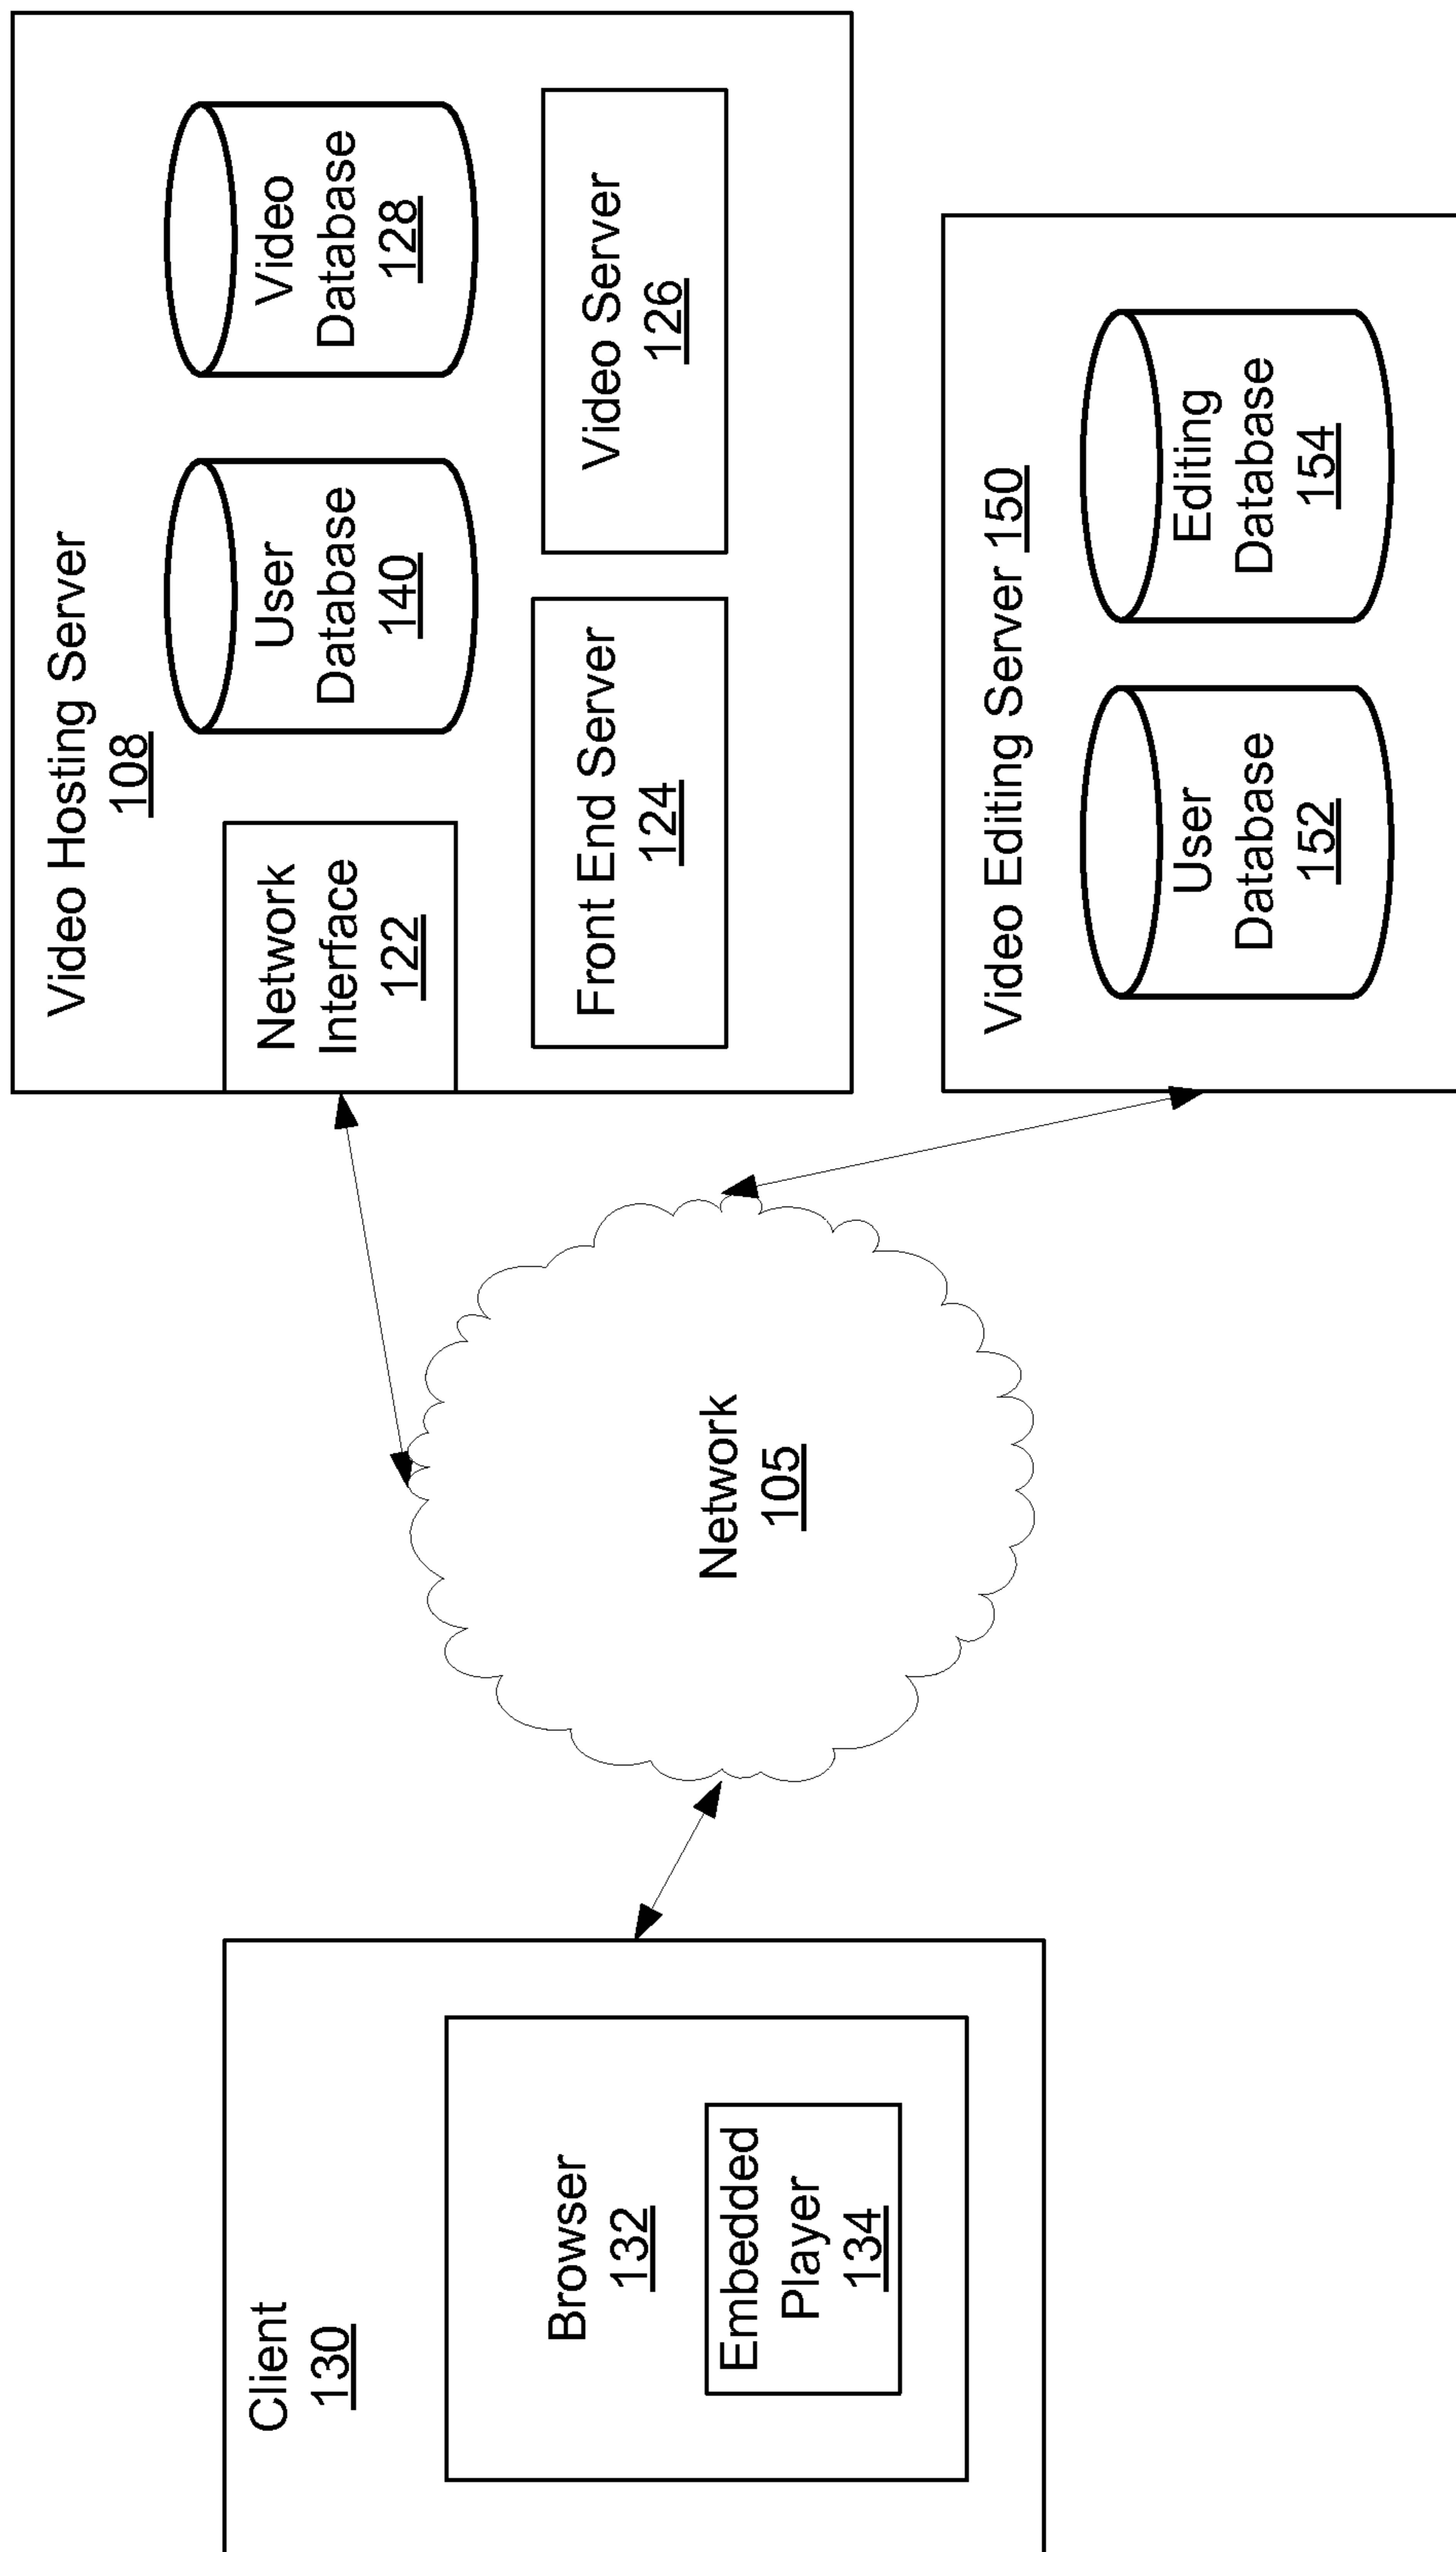 Video Hosting Server
108
Network
Interface
122
User
Database
140
Video
Database
128
Front End Server
124
Video Server
126
Client
130
Browser
132
Embedded
Player
134
Network
105
Video Editing Server 150
User
Database
152
Editing
Database
154